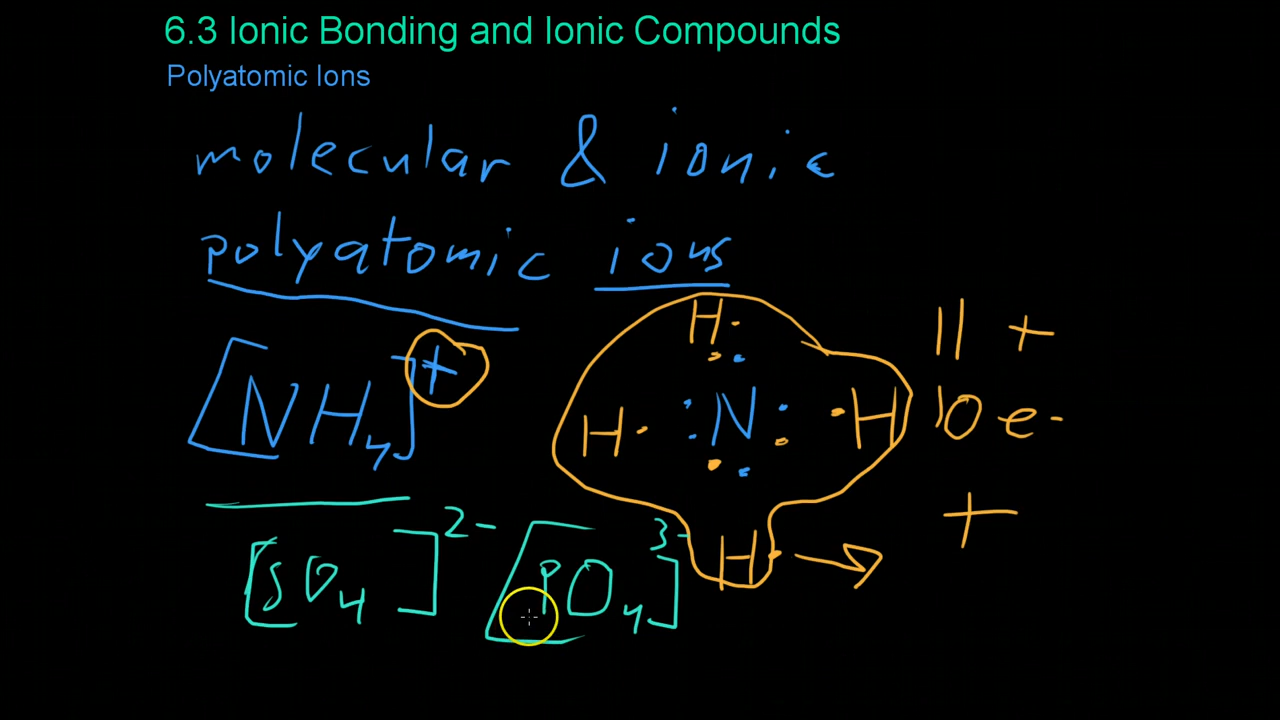 6.3 Ionic Bonding and Ionic Compounds
Polyatomic Ions
molecular & ionic
polyatomic ions
[NH₄]⁺
H
H N H
H
11 +
10 e-
+
[SO₄]²⁻ [PO₄]³⁻